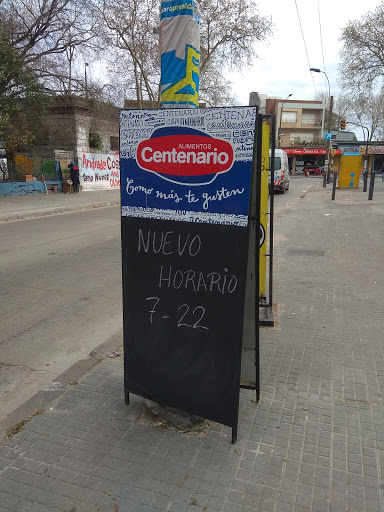 ALIMENTOS
Centenario
Como más te gusten
NUEVO
HORARIO
7-22